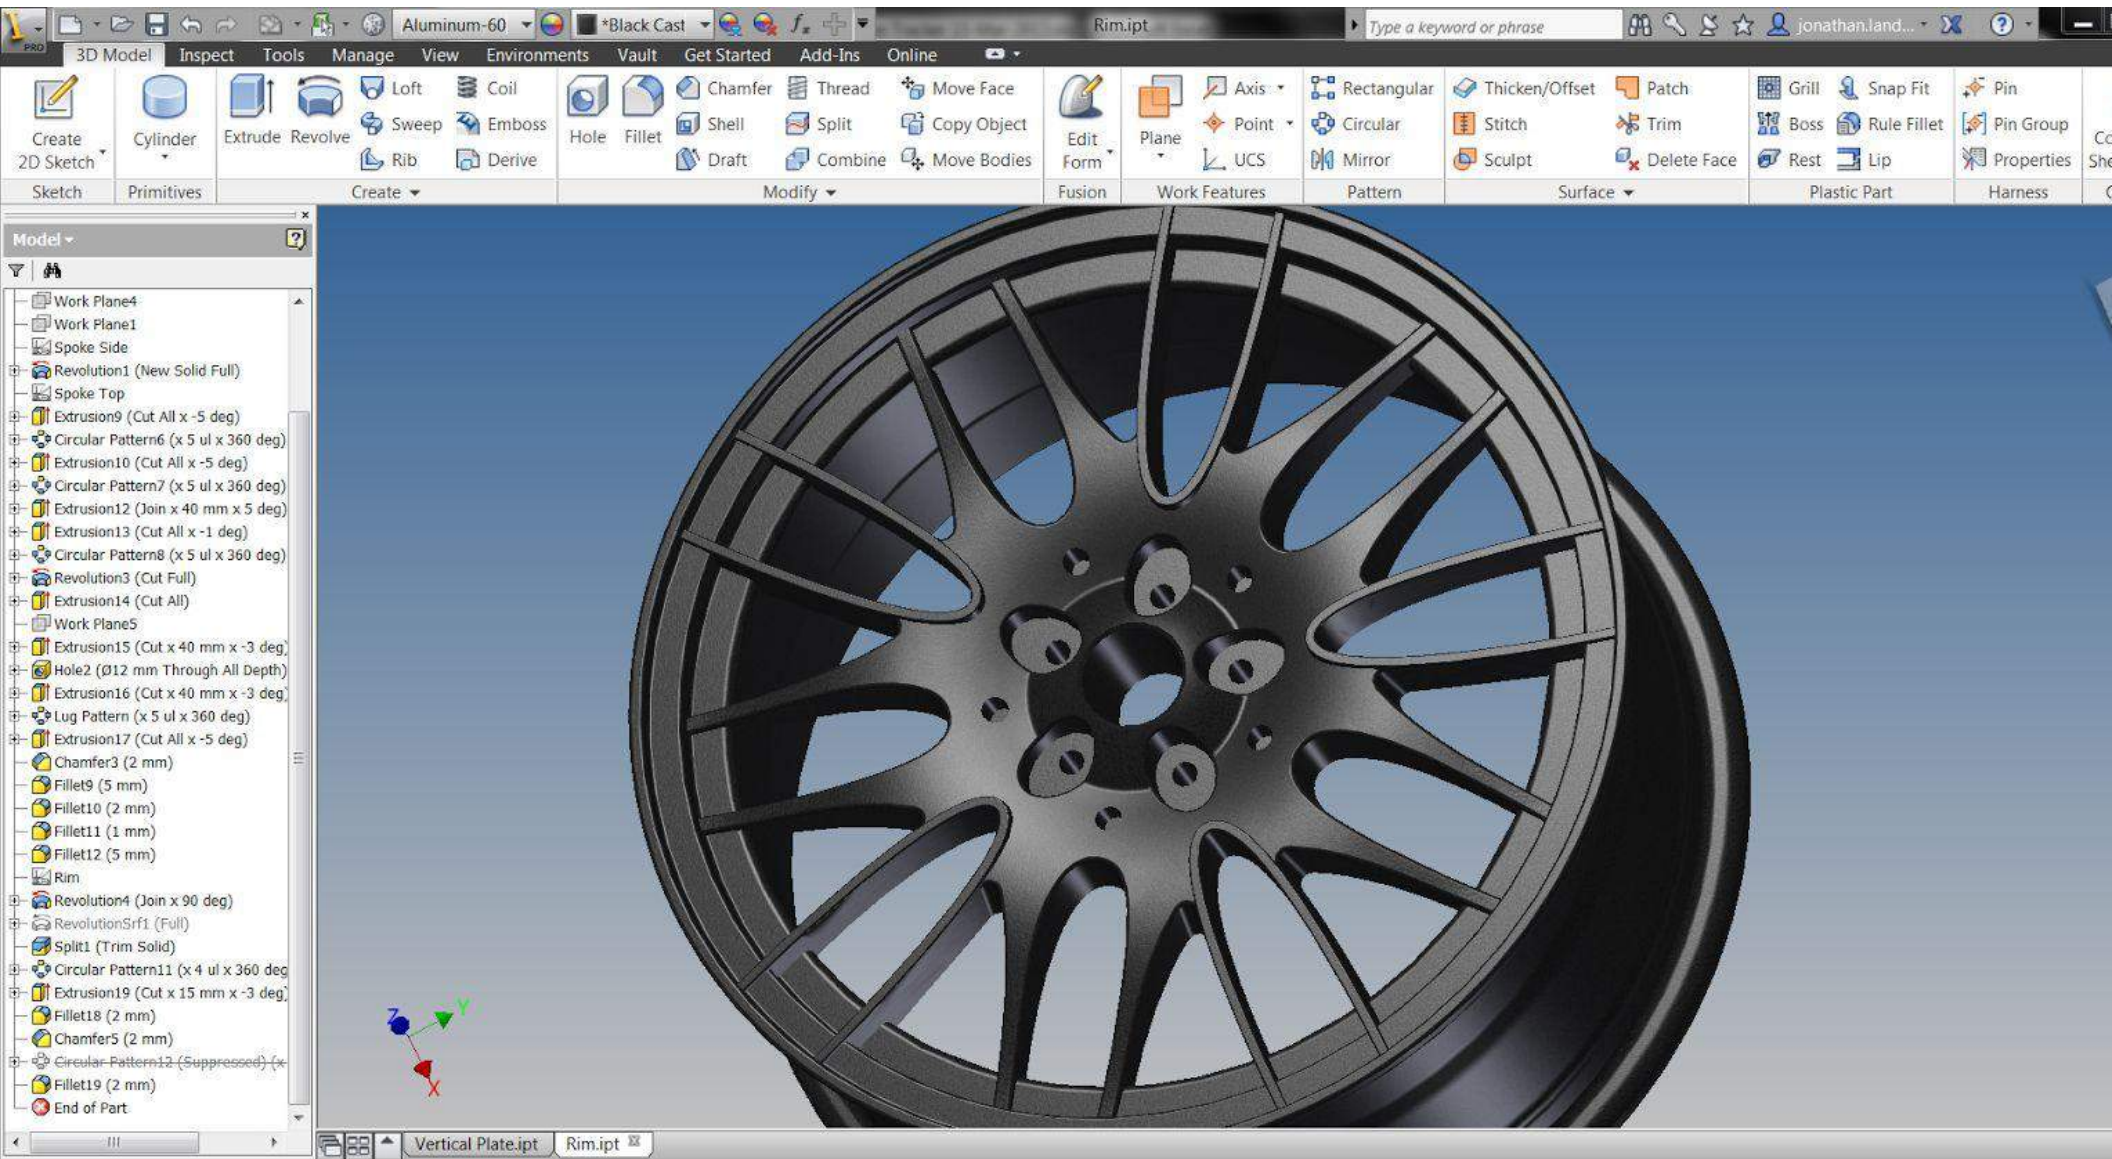 PRO
Aluminum-60
*Black Cast
Rim.ipt
Type a keyword or phrase
jonathan.land...
3D Model Inspect Tools Manage View Environments Vault Get Started Add-Ins Online
Create 2D Sketch
Cylinder
Extrude Revolve
Loft Coil
Sweep Emboss
Rib Derive
Hole Fillet
Chamfer Thread Move Face
Shell Split Copy Object
Draft Combine Move Bodies
Edit Form
Plane
Axis
Point
UCS
Rectangular
Circular
Mirror
Thicken/Offset Patch
Stitch Trim
Sculpt Delete Face
Grill Snap Fit
Boss Rule Fillet
Rest Lip
Pin
Pin Group
Properties
Co
She
Sketch Primitives Create Modify Fusion Work Features Pattern Surface Plastic Part Harness
Model
Work Plane4
Work Plane1
Spoke Side
Revolution1 (New Solid Full)
Spoke Top
Extrusion9 (Cut All x -5 deg)
Circular Pattern6 (x 5 ul x 360 deg)
Extrusion10 (Cut All x -5 deg)
Circular Pattern7 (x 5 ul x 360 deg)
Extrusion12 (Join x 40 mm x 5 deg)
Extrusion13 (Cut All x -1 deg)
Circular Pattern8 (x 5 ul x 360 deg)
Revolution3 (Cut Full)
Extrusion14 (Cut All)
Work Plane5
Extrusion15 (Cut x 40 mm x -3 deg)
Hole2 (Ø12 mm Through All Depth)
Extrusion16 (Cut x 40 mm x -3 deg)
Lug Pattern (x 5 ul x 360 deg)
Extrusion17 (Cut All x -5 deg)
Chamfer3 (2 mm)
Fillet9 (5 mm)
Fillet10 (2 mm)
Fillet11 (1 mm)
Fillet12 (5 mm)
Rim
Revolution4 (Join x 90 deg)
RevolutionSrf1 (Full)
Split1 (Trim Solid)
Circular Pattern11 (x 4 ul x 360 deg
Extrusion19 (Cut x 15 mm x -3 deg)
Fillet18 (2 mm)
Chamfer5 (2 mm)
Circular Pattern12 (Suppressed) (x
Fillet19 (2 mm)
End of Part
Z Y
X
Vertical Plate.ipt Rim.ipt